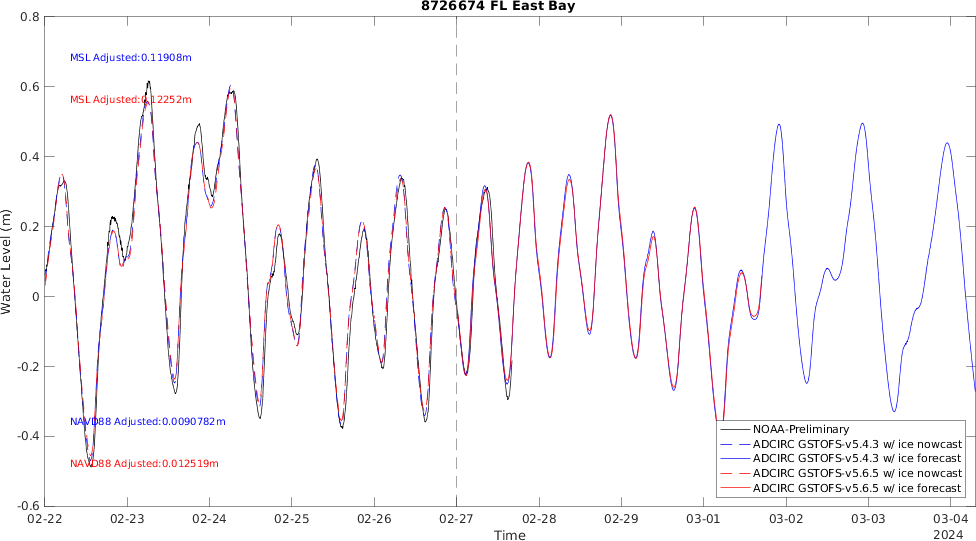 8726674 FL East Bay
0.8
0.6
0.4
0.2
0
-0.2
-0.4
-0.6
Water Level (m)
MSL Adjusted:0.11908m
MSL Adjusted:0.12252m
NAVD88 Adjusted:0.0090782m
NAVD88 Adjusted:0.012519m
NOAA-Preliminary
ADCIRC GSTOFS-v5.4.3 w/ ice nowcast
ADCIRC GSTOFS-v5.4.3 w/ ice forecast
ADCIRC GSTOFS-v5.6.5 w/ ice nowcast
ADCIRC GSTOFS-v5.6.5 w/ ice forecast
02-22 02-23 02-24 02-25 02-26 02-27 02-28 02-29 03-01 03-02 03-03 03-04
Time
2024